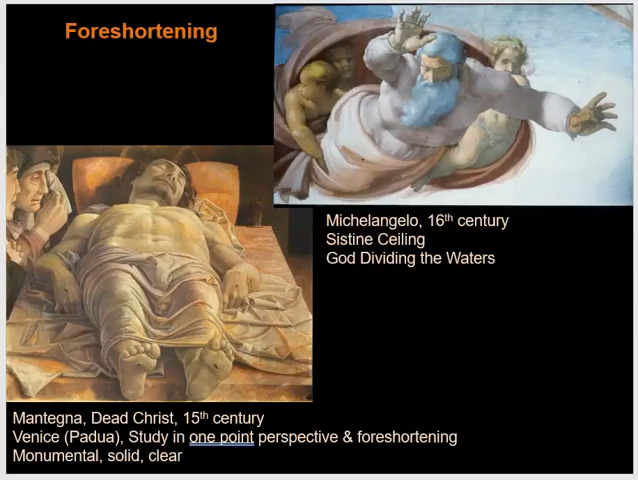 Foreshortening
Michelangelo, 16th century
Sistine Ceiling
God Dividing the Waters
Mantegna, Dead Christ, 15th century
Venice (Padua), Study in one point perspective & foreshortening
Monumental, solid, clear